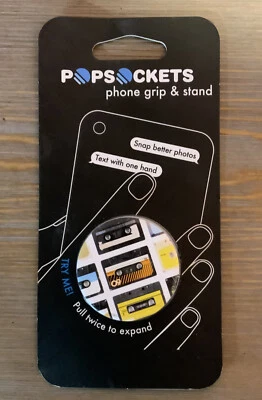 POPSOCKETS
phone grip & stand
Snap better photos
Text with one hand
TRY ME!
Pull twice to expand